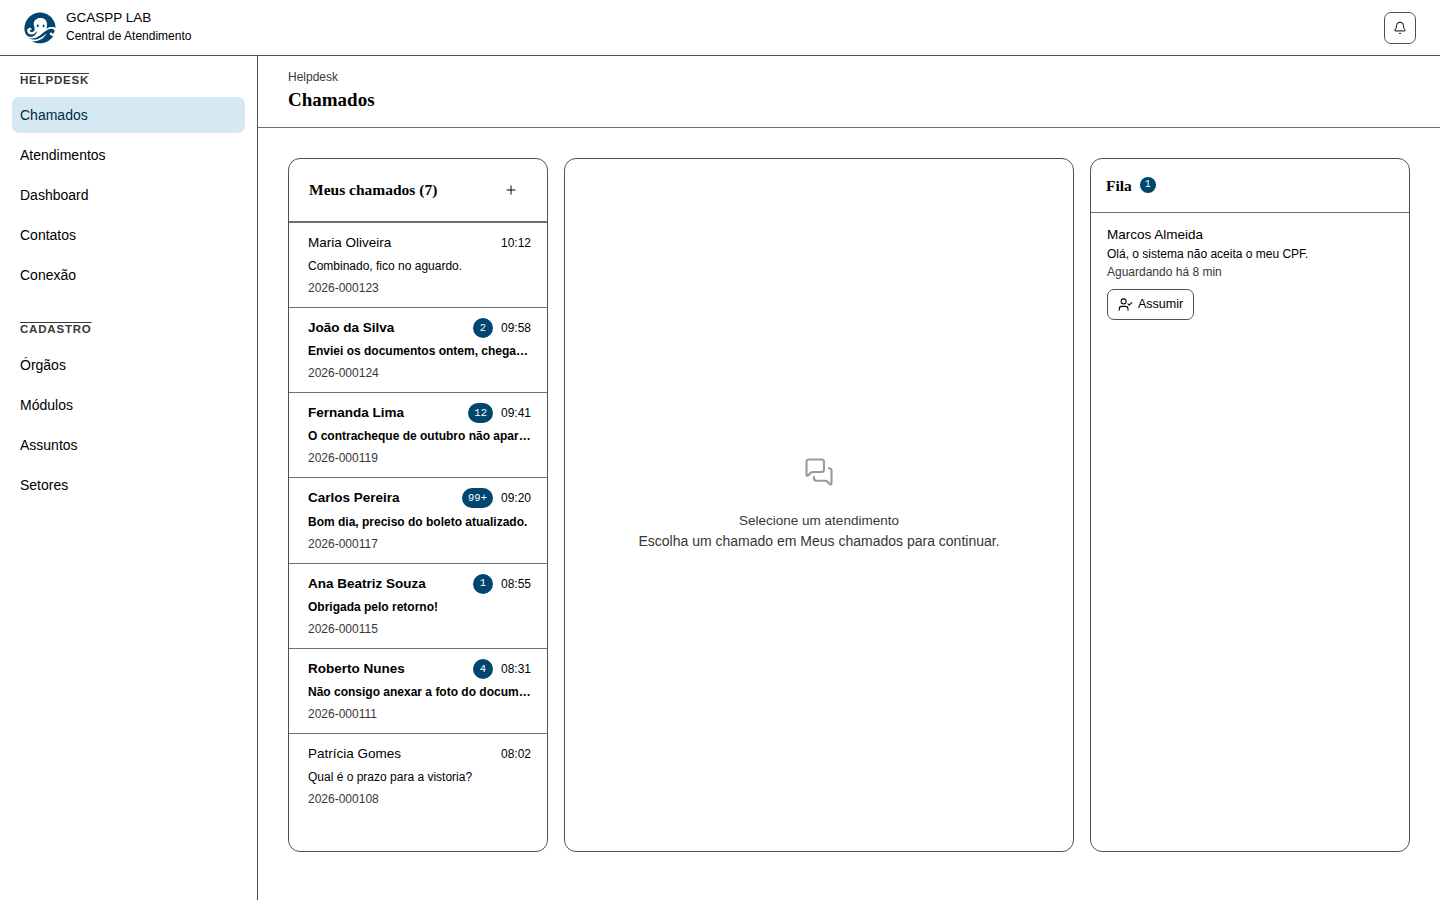 GCASPP LAB
Central de Atendimento
HELPDESK
Chamados
Atendimentos
Dashboard
Contatos
Conexão
CADASTRO
Órgãos
Módulos
Assuntos
Setores
Helpdesk
Chamados
Meus chamados (7)
Maria Oliveira 10:12
Combinado, fico no aguardo.
2026-000123
João da Silva 2 09:58
Enviei os documentos ontem, chega…
2026-000124
Fernanda Lima 12 09:41
O contracheque de outubro não apar…
2026-000119
Carlos Pereira 99+ 09:20
Bom dia, preciso do boleto atualizado.
2026-000117
Ana Beatriz Souza 1 08:55
Obrigada pelo retorno!
2026-000115
Roberto Nunes 4 08:31
Não consigo anexar a foto do docum…
2026-000111
Patrícia Gomes 08:02
Qual é o prazo para a vistoria?
2026-000108
Selecione um atendimento
Escolha um chamado em Meus chamados para continuar.
Fila 1
Marcos Almeida
Olá, o sistema não aceita o meu CPF.
Aguardando há 8 min
Assumir